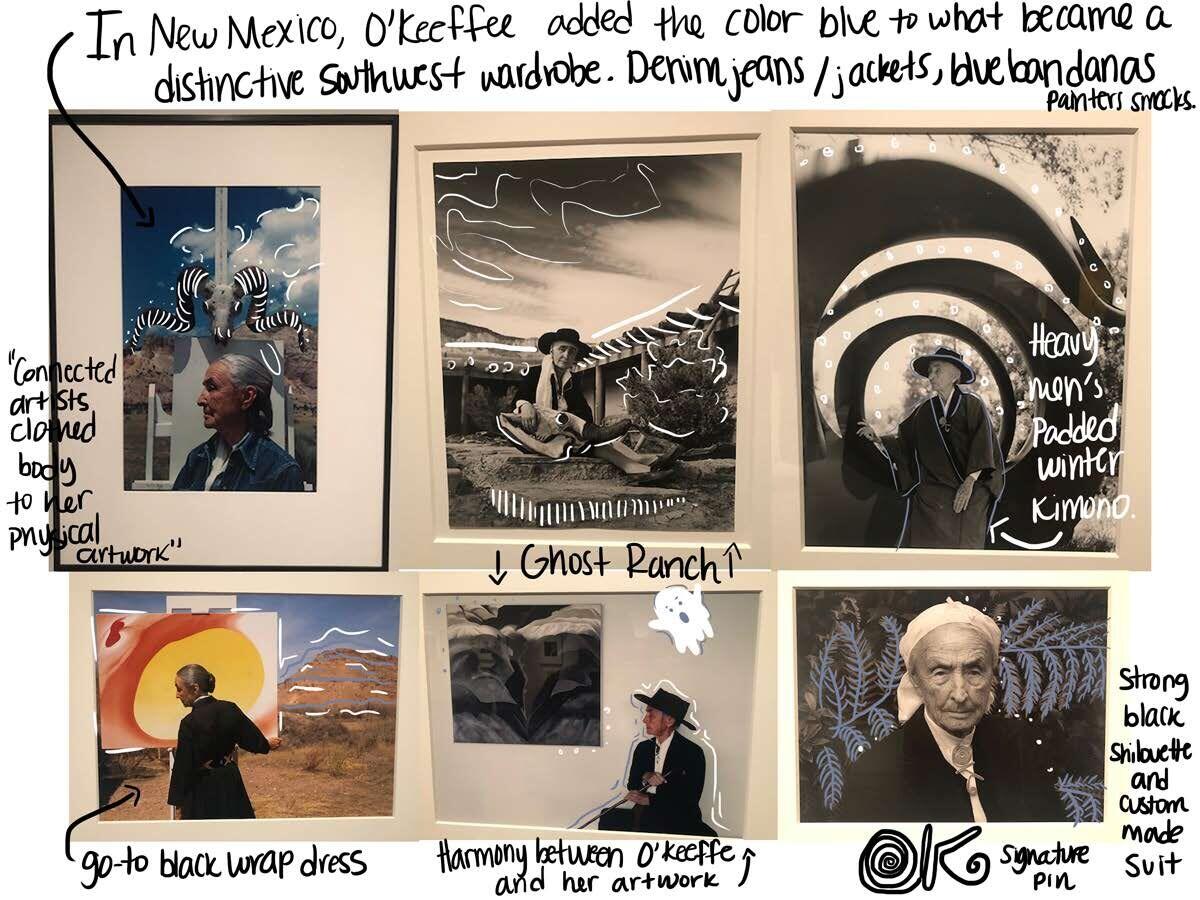 In New Mexico, O'Keeffee added the color blue to what became a
distinctive Southwest wardrobe. Denim jeans / jackets, blue bandanas
Painters smocks.
"Connected
artists
clothed
body
to her
physical
artwork"
Heavy
men's
Padded
winter
Kimono.
↓ Ghost Ranch ↑
go-to black wrap dress
Harmony between O'Keeffe
and her artwork
OK
signature
pin
Strong
black
Shilouette
and
custom
made
suit